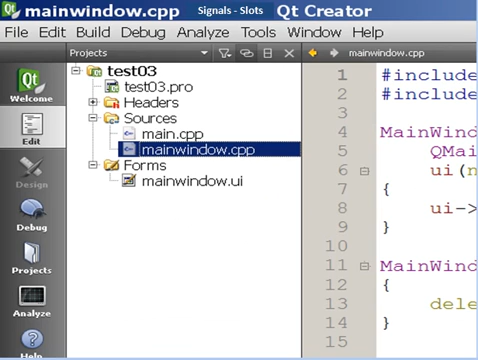 mainwindow.cpp Signals - Slots Qt Creator
File Edit Build Debug Analyze Tools Window Help
Projects
mainwindow.cpp
Qt
Welcome
Edit
Design
Debug
Projects
Analyze
Help
test03
test03.pro
Headers
Sources
main.cpp
mainwindow.cpp
Forms
mainwindow.ui
1 #include
2 #include
3
4 MainWind
5 QMai
6 ui(n
7 {
8 ui->
9 }
10
11 MainWind
12 {
13 dele
14 }
15